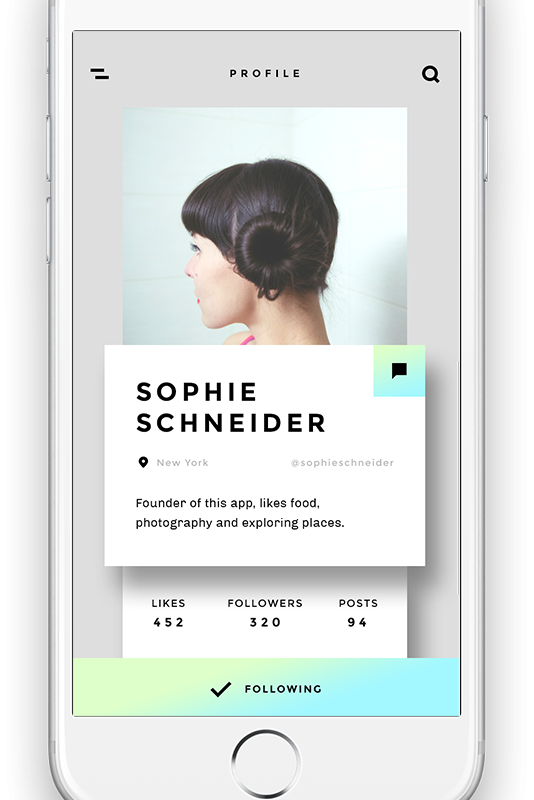 PROFILE
SOPHIE
SCHNEIDER
New York @sophieschneider
Founder of this app, likes food,
photography and exploring places.
LIKES FOLLOWERS POSTS
452 320 94
FOLLOWING